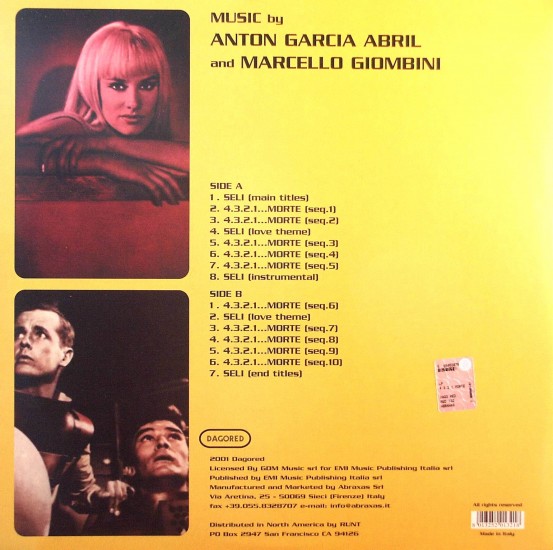 MUSIC by
ANTON GARCIA ABRIL
and MARCELLO GIOMBINI
SIDE A
1. SELI (main titles)
2. 4.3.2.1...MORTE (seq.1)
3. 4.3.2.1...MORTE (seq.2)
4. SELI (love theme)
5. 4.3.2.1...MORTE (seq.3)
6. 4.3.2.1...MORTE (seq.4)
7. 4.3.2.1...MORTE (seq.5)
8. SELI (instrumental)
SIDE B
1. 4.3.2.1...MORTE (seq.6)
2. SELI (love theme)
3. 4.3.2.1...MORTE (seq.7)
4. 4.3.2.1...MORTE (seq.8)
5. 4.3.2.1...MORTE (seq.9)
6. 4.3.2.1...MORTE (seq.10)
7. SELI (end titles)
DAGORED
2001 Dagored
Licensed By GDM Music srl for EMI Music Publishing Italia srl
Published by EMI Music Publishing Italia srl
Manufactured and Marketed by Abraxas Srl
Via Aretina, 25 - 50069 Sieci (Firenze) Italy
fax +39.055.8328707 e-mail: info@abraxas.it
Distributed in North America by RUNT
PO BOX 2947 San Francisco CA 94126
All rights reserved
Made in Italy